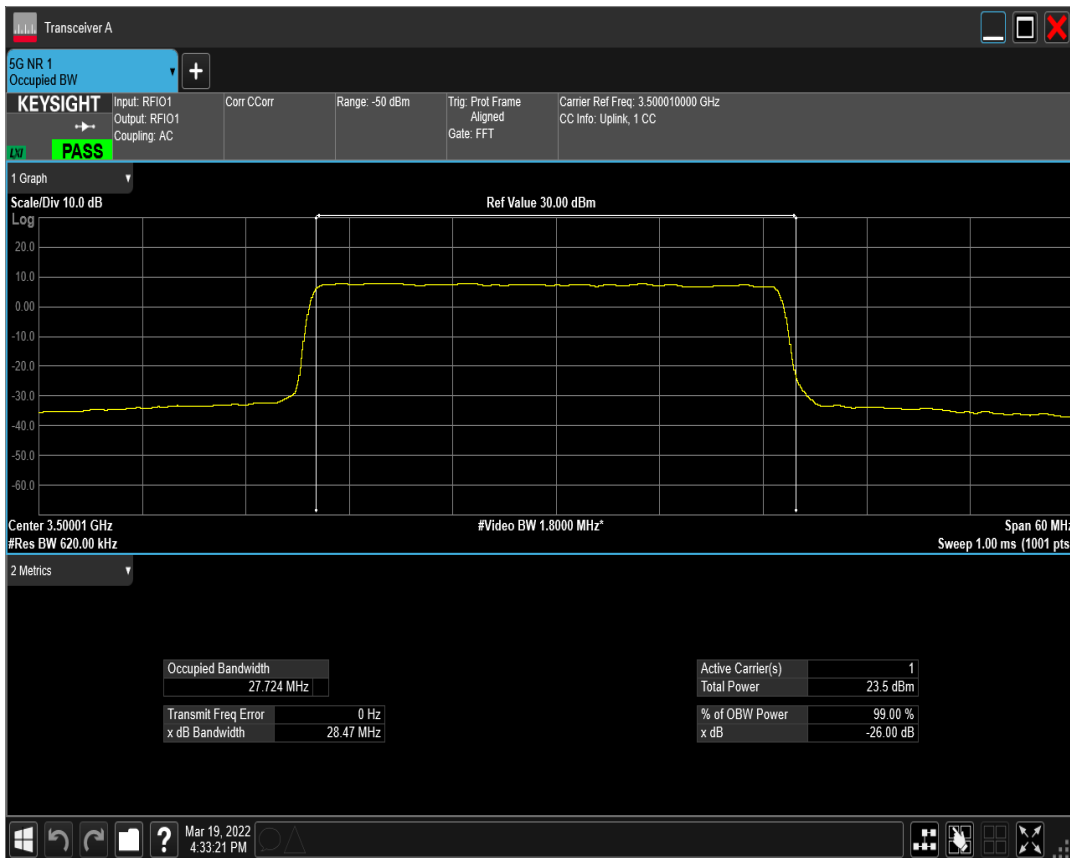 Transceiver A
5G NR 1
Occupied BW
KEYSIGHT
LXI
PASS
Input: RFIO1
Output: RFIO1
Coupling: AC
Corr CCorr
Range: -50 dBm
Trig: Prot Frame
Aligned
Gate: FFT
Carrier Ref Freq: 3.500010000 GHz
CC Info: Uplink, 1 CC
1 Graph
Scale/Div 10.0 dB
Ref Value 30.00 dBm
Log
20.0
10.0
0.00
-10.0
-20.0
-30.0
-40.0
-50.0
-60.0
Center 3.50001 GHz
#Video BW 1.8000 MHz*
Span 60 MHz
#Res BW 620.00 kHz
Sweep 1.00 ms (1001 pts
2 Metrics
Occupied Bandwidth
27.724 MHz
Transmit Freq Error 0 Hz
x dB Bandwidth 28.47 MHz
Active Carrier(s) 1
Total Power 23.5 dBm
% of OBW Power 99.00 %
x dB -26.00 dB
?
Mar 19, 2022
4:33:21 PM